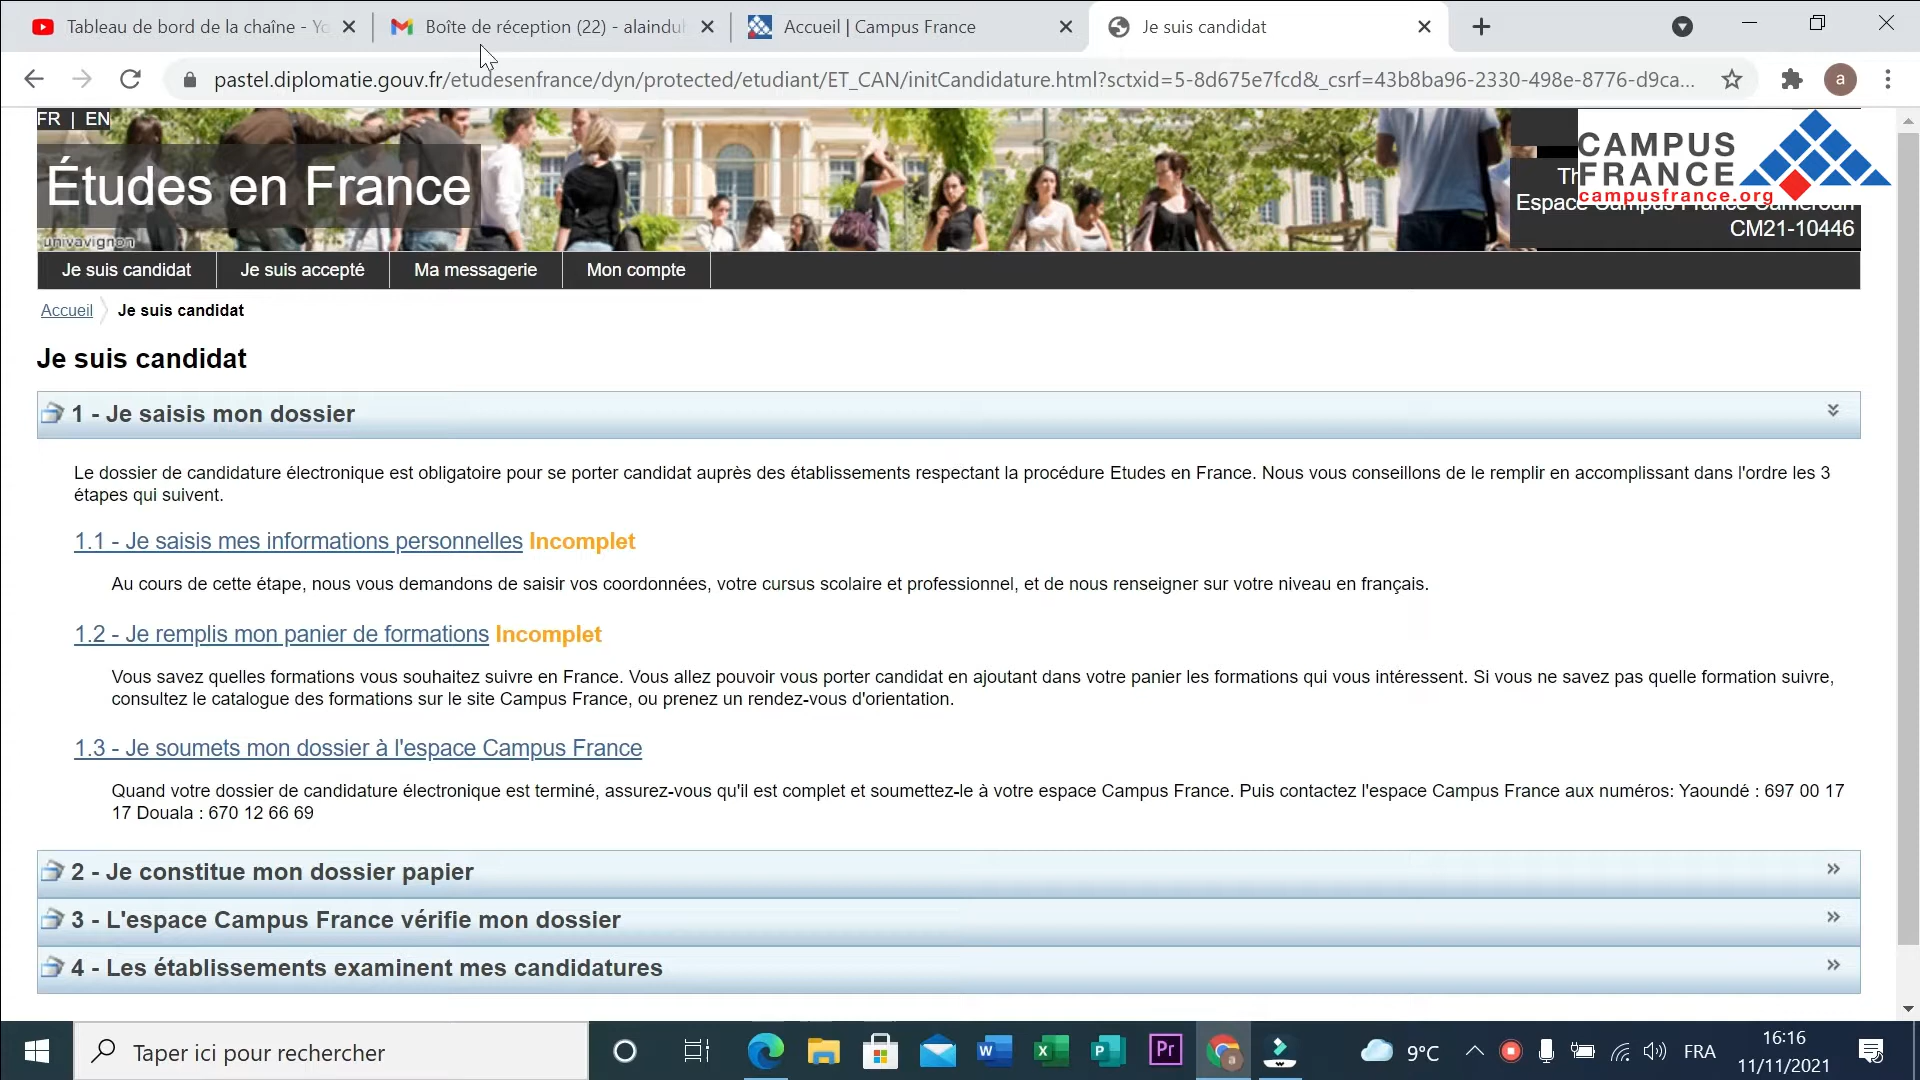 Tableau de bord de la chaîne - Yo
Boîte de réception (22) - alaindu
Accueil | Campus France
Je suis candidat
pastel.diplomatie.gouv.fr/etudesenfrance/dyn/protected/etudiant/ET_CAN/initCandidature.html?sctxid=5-8d675e7fcd&_csrf=43b8ba96-2330-498e-8776-d9ca...
a
FR | EN
Études en France
univavignon
CAMPUS
FRANCE
campusfrance.org
Th
Espace Campus France Cameroun
CM21-10446
Je suis candidat
Je suis accepté
Ma messagerie
Mon compte
Accueil
Je suis candidat
Je suis candidat
1 - Je saisis mon dossier
Le dossier de candidature électronique est obligatoire pour se porter candidat auprès des établissements respectant la procédure Etudes en France. Nous vous conseillons de le remplir en accomplissant dans l'ordre les 3
étapes qui suivent.
1.1 - Je saisis mes informations personnelles Incomplet
Au cours de cette étape, nous vous demandons de saisir vos coordonnées, votre cursus scolaire et professionnel, et de nous renseigner sur votre niveau en français.
1.2 - Je remplis mon panier de formations Incomplet
Vous savez quelles formations vous souhaitez suivre en France. Vous allez pouvoir vous porter candidat en ajoutant dans votre panier les formations qui vous intéressent. Si vous ne savez pas quelle formation suivre,
consultez le catalogue des formations sur le site Campus France, ou prenez un rendez-vous d'orientation.
1.3 - Je soumets mon dossier à l'espace Campus France
Quand votre dossier de candidature électronique est terminé, assurez-vous qu'il est complet et soumettez-le à votre espace Campus France. Puis contactez l'espace Campus France aux numéros: Yaoundé : 697 00 17
17 Douala : 670 12 66 69
2 - Je constitue mon dossier papier
3 - L'espace Campus France vérifie mon dossier
4 - Les établissements examinent mes candidatures
Taper ici pour rechercher
Pr
9°C
FRA
16:16
11/11/2021